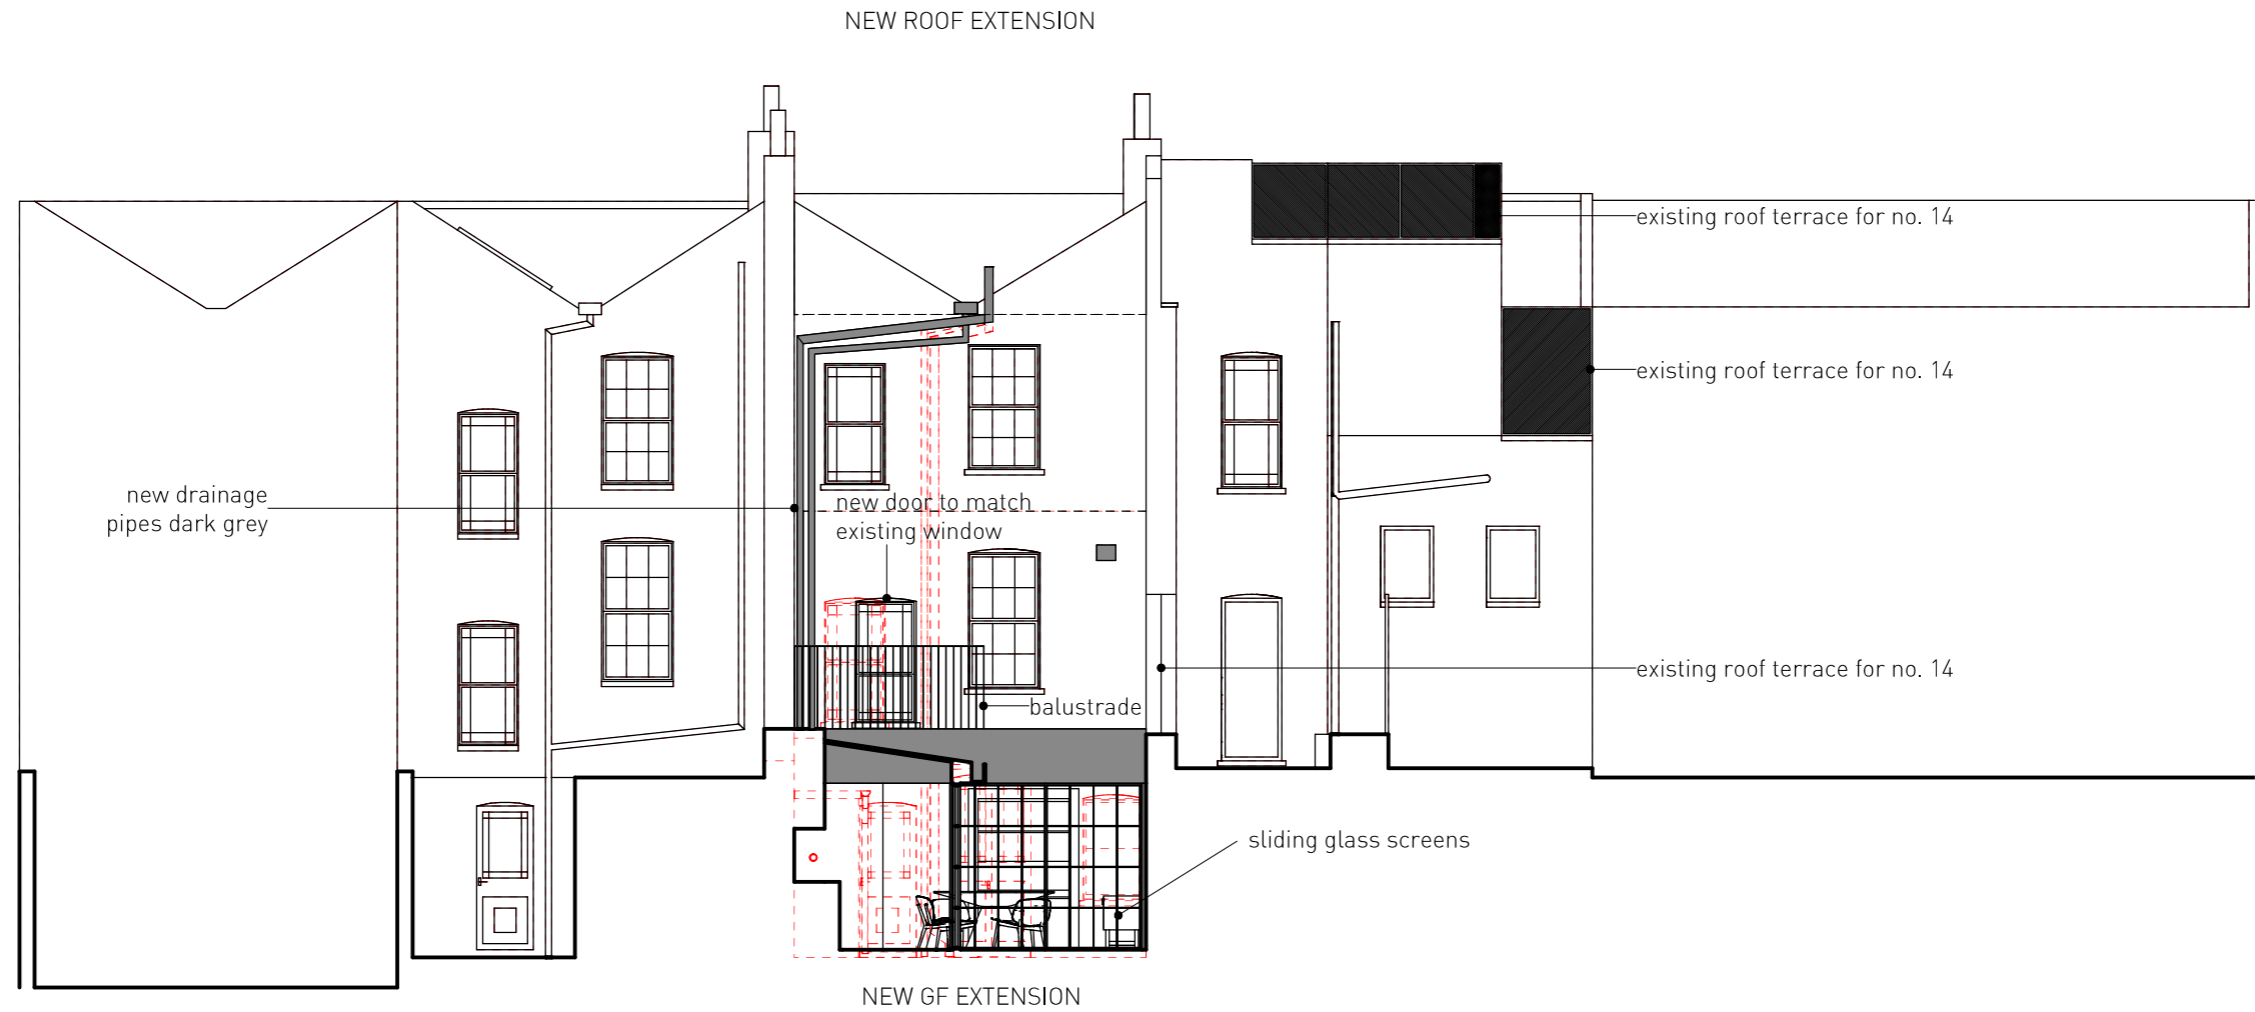 NEW ROOF EXTENSION
existing roof terrace for no. 14
existing roof terrace for no. 14
new drainage
pipes dark grey
new door to match
existing window
existing roof terrace for no. 14
balustrade
sliding glass screens
NEW GF EXTENSION